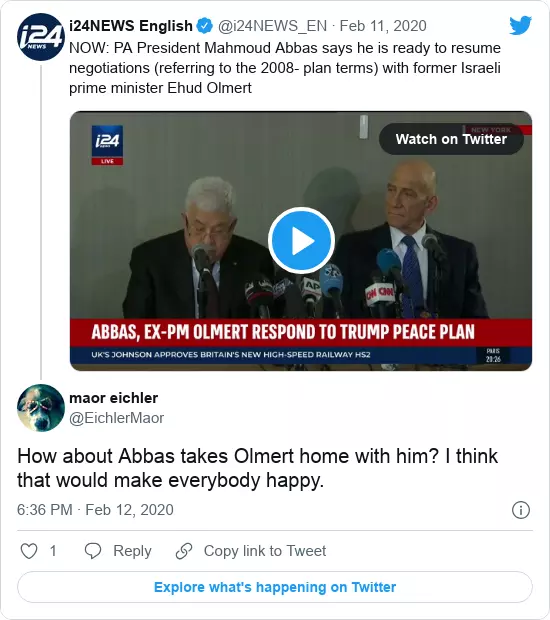 i24NEWS English @i24NEWS_EN · Feb 11, 2020
i24
NEWS
NOW: PA President Mahmoud Abbas says he is ready to resume
negotiations (referring to the 2008- plan terms) with former Israeli
prime minister Ehud Olmert
i24
NEWS
LIVE
NEW YORK
Watch on Twitter
AP
CNN
ABBAS, EX-PM OLMERT RESPOND TO TRUMP PEACE PLAN
UK'S JOHNSON APPROVES BRITAIN'S NEW HIGH-SPEED RAILWAY HS2
PARIS
20:26
maor eichler
@EichlerMaor
How about Abbas takes Olmert home with him? I think
that would make everybody happy.
6:36 PM · Feb 12, 2020
1 Reply Copy link to Tweet
Explore what's happening on Twitter